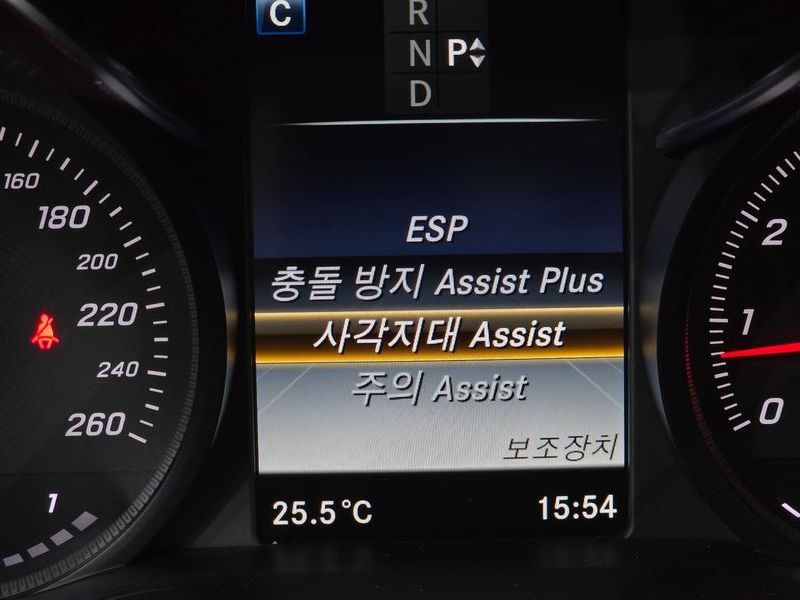 C
R
N P
D
160
180
200
220
240
260
1
ESP
충돌 방지 Assist Plus
사각지대 Assist
주의 Assist
보조장치
25.5°C 15:54
2
1
0